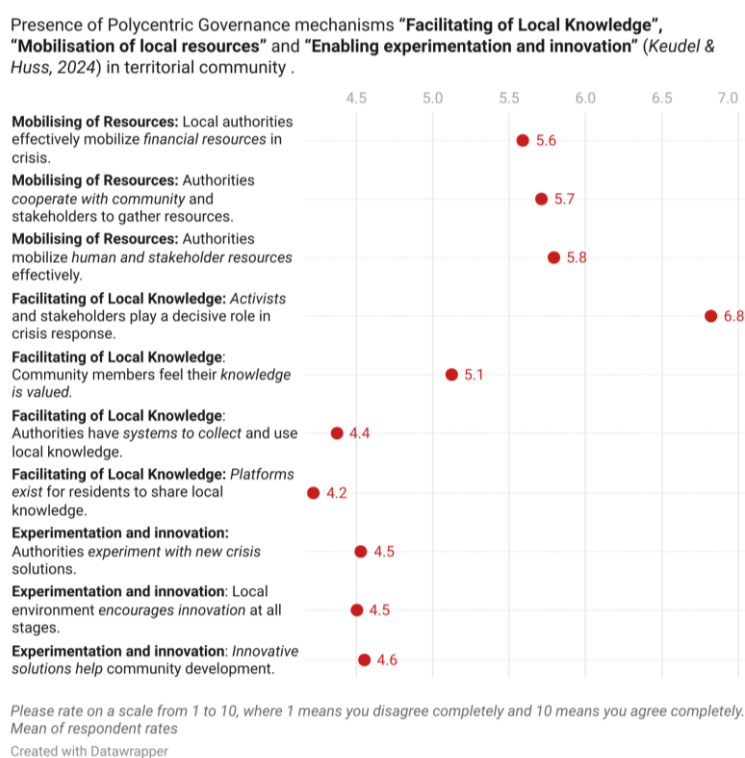 Presence of Polycentric Governance mechanisms “Facilitating of Local Knowledge”,
“Mobilisation of local resources” and “Enabling experimentation and innovation” (Keudel &
Huss, 2024) in territorial community .
4.5 5.0 5.5 6.0 6.5 7.0
Mobilising of Resources: Local authorities
effectively mobilize financial resources in
crisis.
5.6
Mobilising of Resources: Authorities
cooperate with community and
stakeholders to gather resources.
5.7
Mobilising of Resources: Authorities
mobilize human and stakeholder resources
effectively.
5.8
Facilitating of Local Knowledge: Activists
and stakeholders play a decisive role in
crisis response.
6.8
Facilitating of Local Knowledge:
Community members feel their knowledge
is valued.
5.1
Facilitating of Local Knowledge:
Authorities have systems to collect and use
local knowledge.
4.4
Facilitating of Local Knowledge: Platforms
exist for residents to share local
knowledge.
4.2
Experimentation and innovation:
Authorities experiment with new crisis
solutions.
4.5
Experimentation and innovation: Local
environment encourages innovation at all
stages.
4.5
Experimentation and innovation: Innovative
solutions help community development.
4.6
Please rate on a scale from 1 to 10, where 1 means you disagree completely and 10 means you agree completely.
Mean of respondent rates
Created with Datawrapper